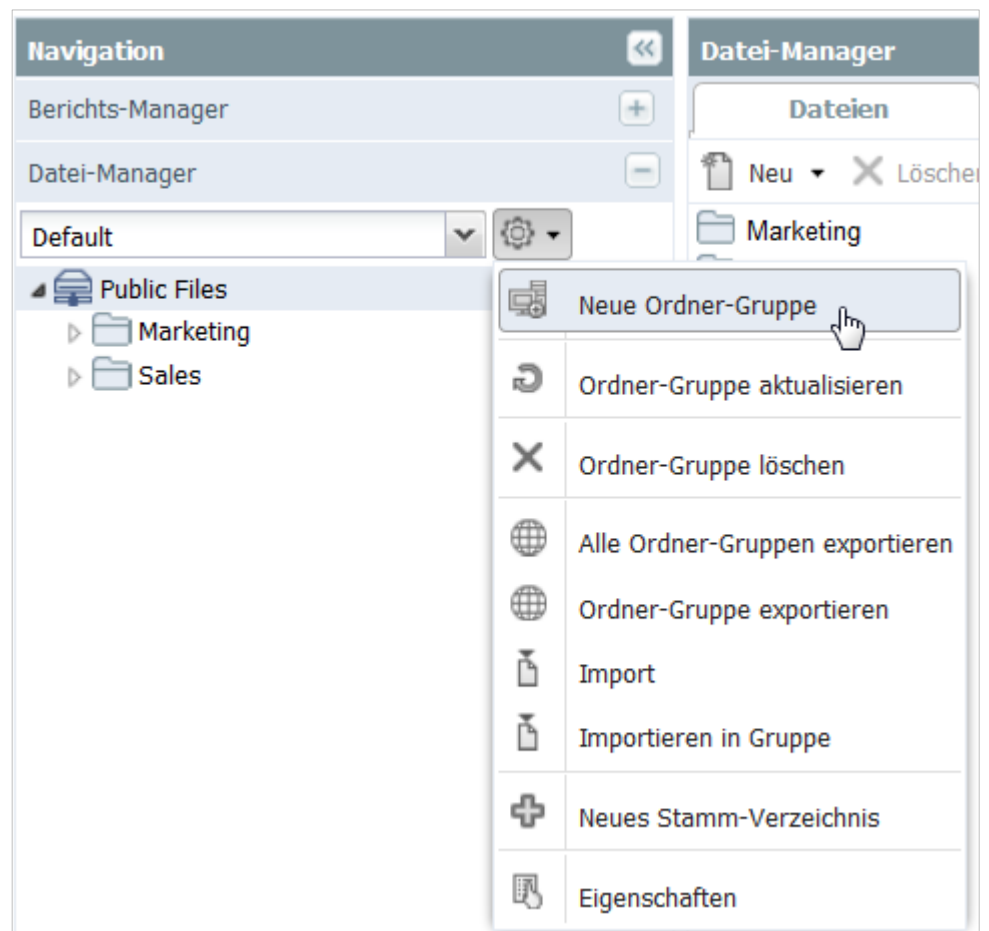 Navigation
Berichts-Manager
Datei-Manager
Default
Public Files
Marketing
Sales
Datei-Manager
Dateien
Neu
Marketing
Neue Ordner-Gruppe
Ordner-Gruppe aktualisieren
Ordner-Gruppe löschen
Alle Ordner-Gruppen exportieren
Ordner-Gruppe exportieren
Import
Importieren in Gruppe
Neues Stamm-Verzeichnis
Eigenschaften